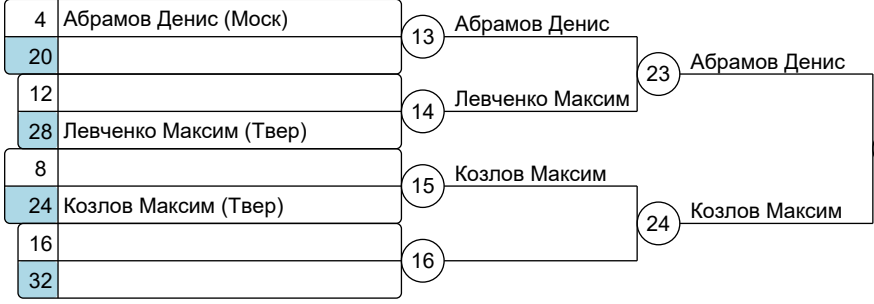 4 Абрамов Денис (Моск)
13 Абрамов Денис
20
23 Абрамов Денис
12
14 Левченко Максим
28 Левченко Максим (Твер)
8
15 Козлов Максим
24 Козлов Максим (Твер)
24 Козлов Максим
16
16
32